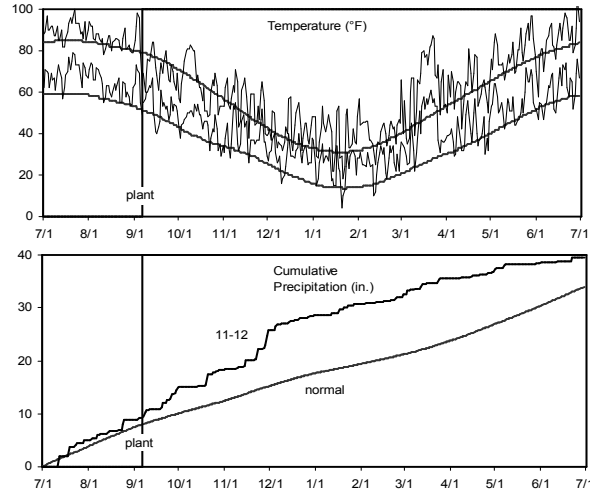 100
Temperature (°F)
80
60
40
20
plant
0
7/1 8/1 9/1 10/1 11/1 12/1 1/1 2/1 3/1 4/1 5/1 6/1 7/1
40
Cumulative
Precipitation (in.)
30
11-12
20
normal
10
plant
0
7/1 8/1 9/1 10/1 11/1 12/1 1/1 2/1 3/1 4/1 5/1 6/1 7/1